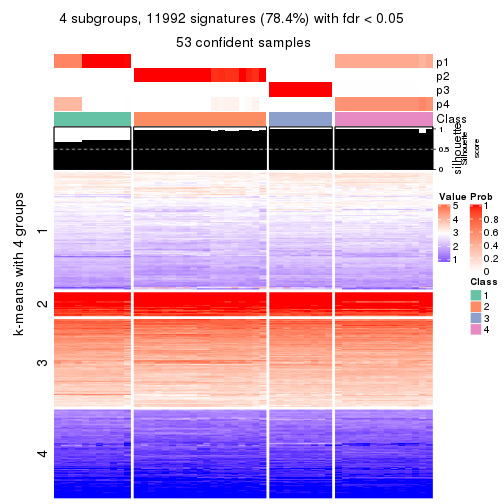 4 subgroups, 11992 signatures (78.4%) with fdr < 0.05
53 confident samples
p1
p2
p3
p4
Class
silhouette
Silhouette
score
1
0.5
0
k-means with 4 groups
1
2
3
4
Value
5
4
3
2
1
Prob
1
0.8
0.6
0.4
0.2
0
Class
1
2
3
4